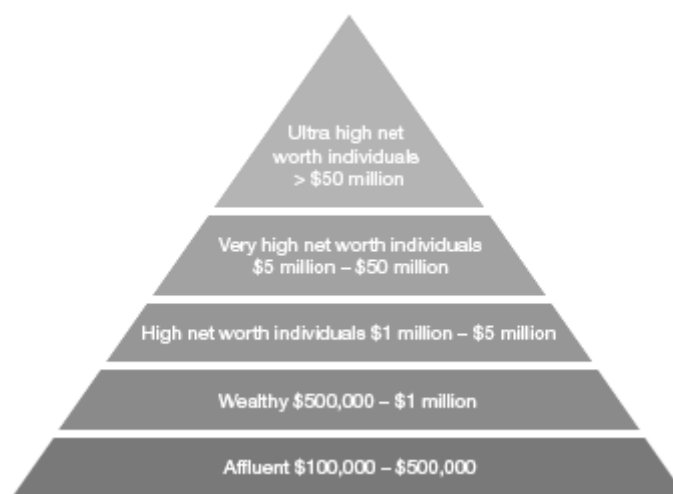 Ultra high net
worth individuals
> $50 million
Very high net worth individuals
$5 million – $50 million
High net worth individuals $1 million – $5 million
Wealthy $500,000 – $1 million
Affluent $100,000 – $500,000